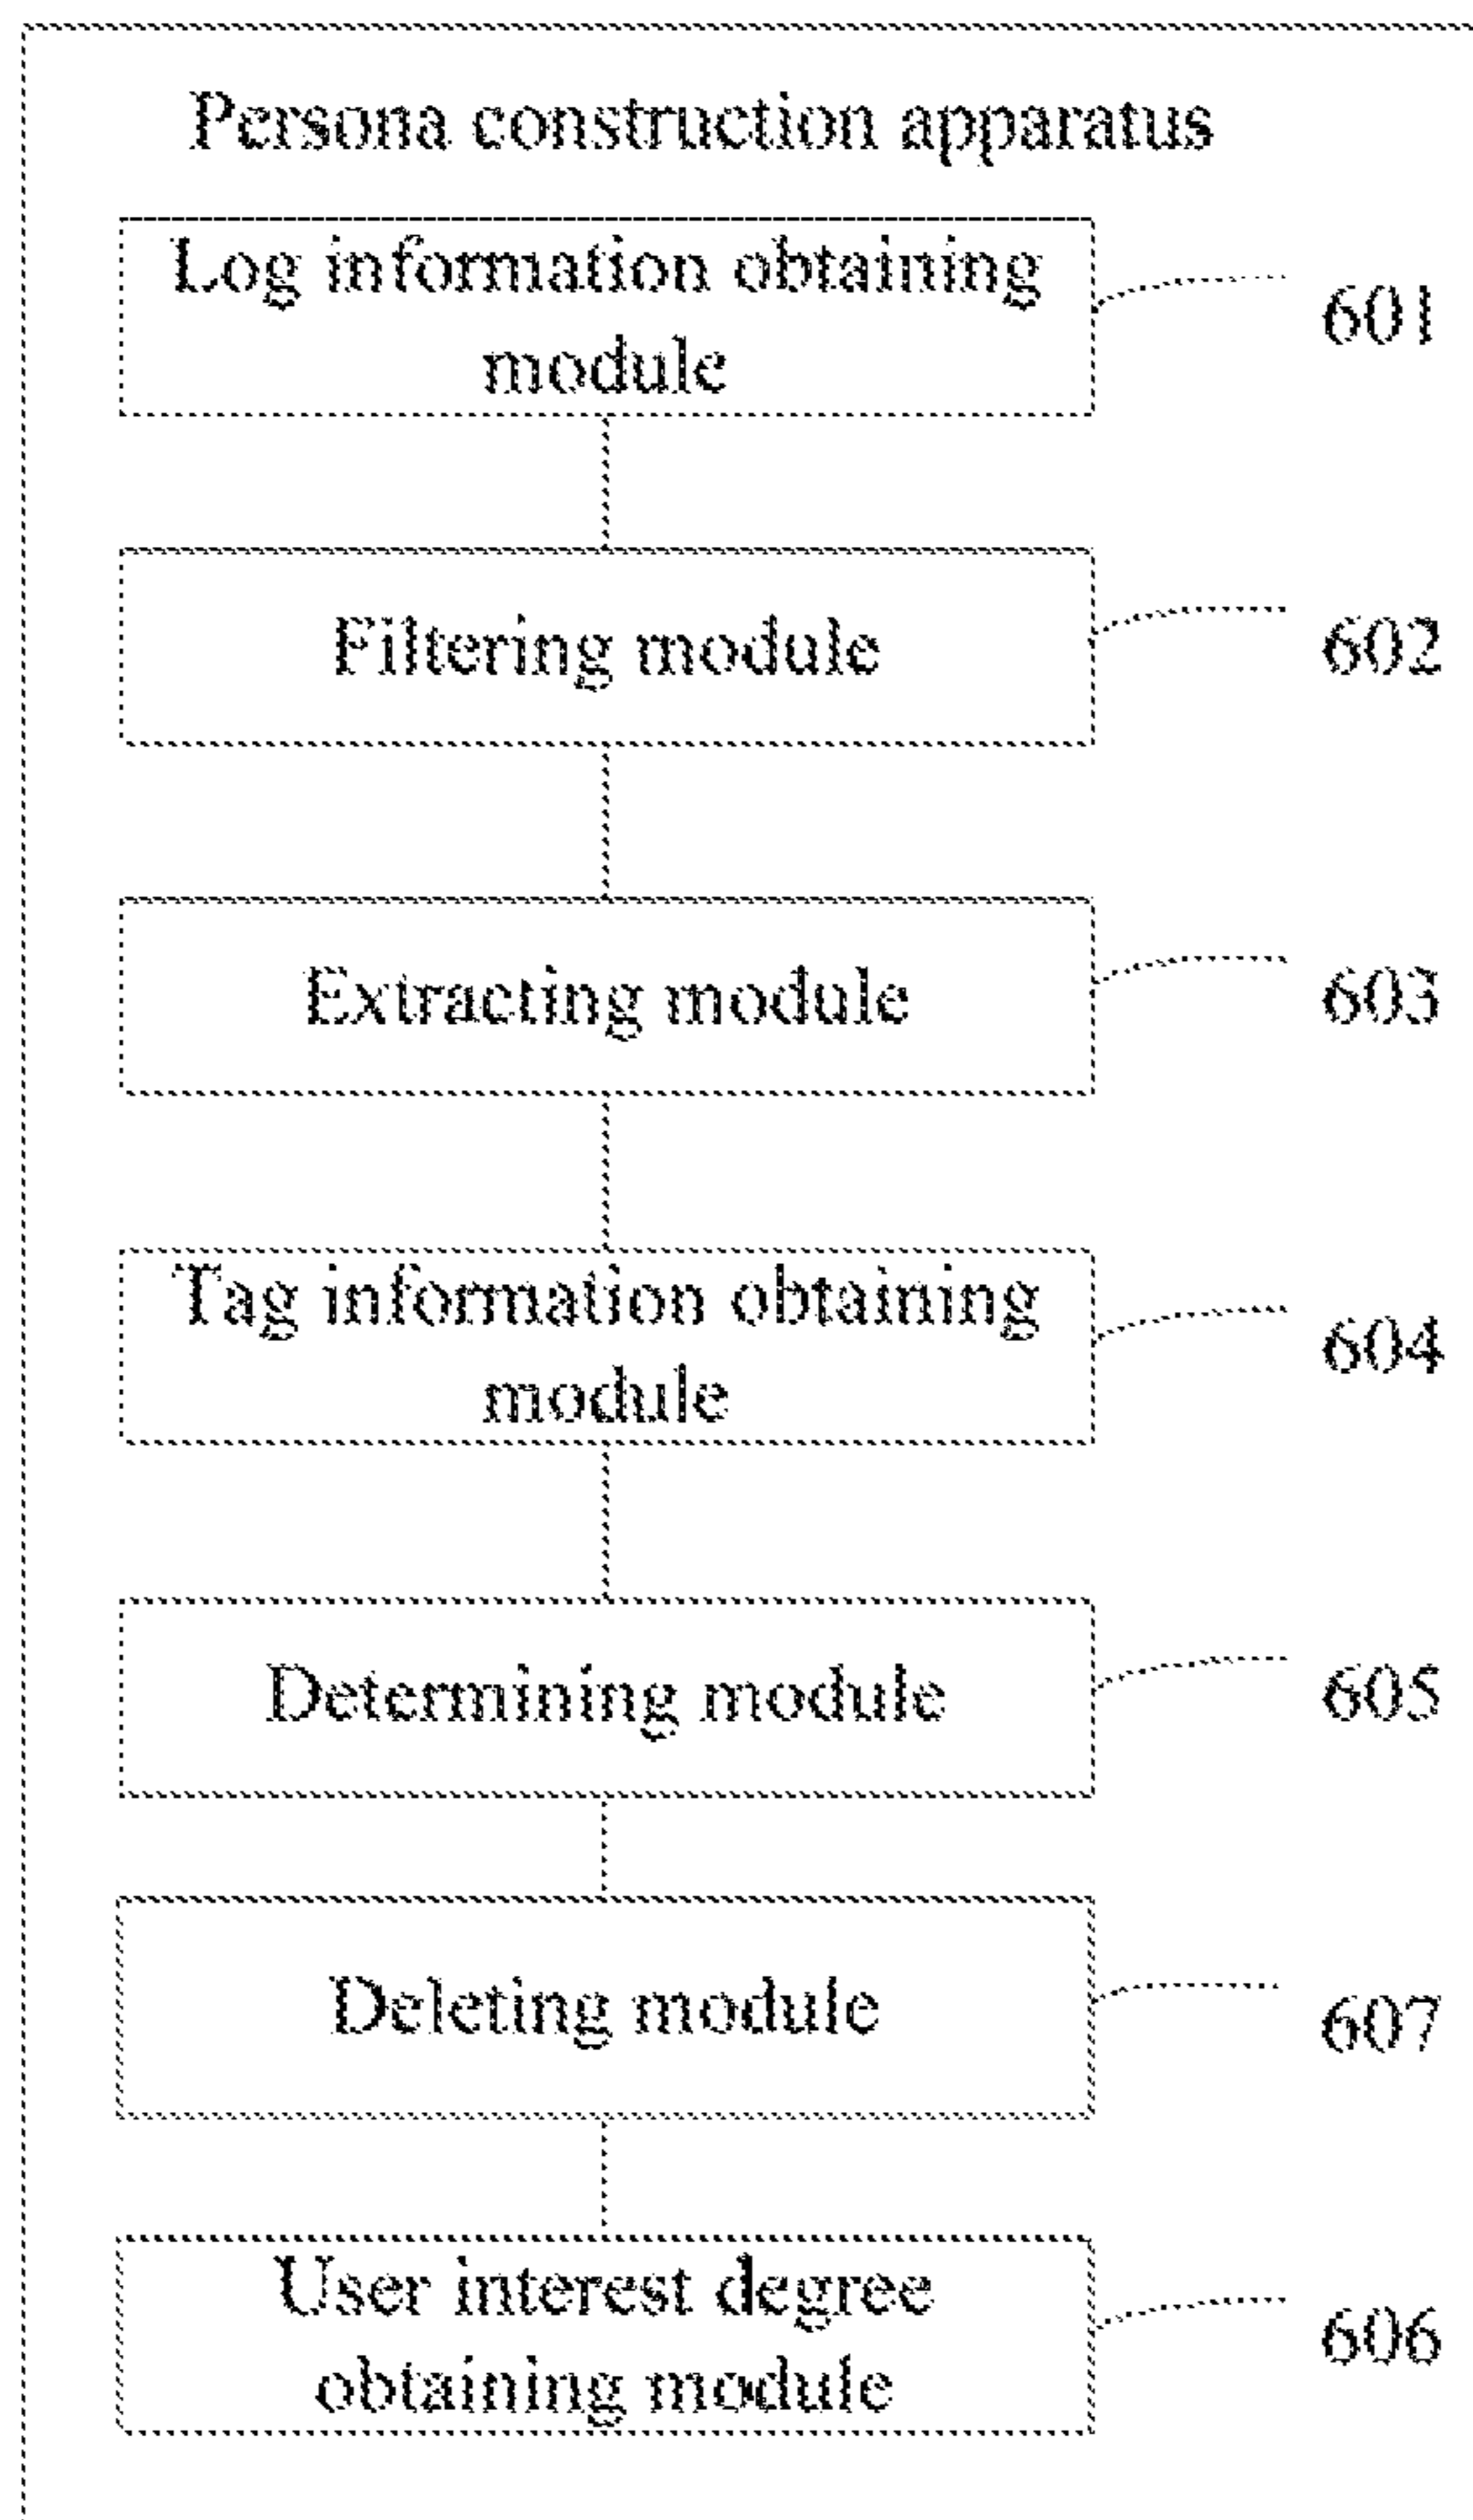 Persona construction apparatus
Log information obtaining
module
601
Filtering module
602
Extracting module
603
Tag information obtaining
module
604
Determining module
605
Deleting module
607
User interest degree
obtaining module
606